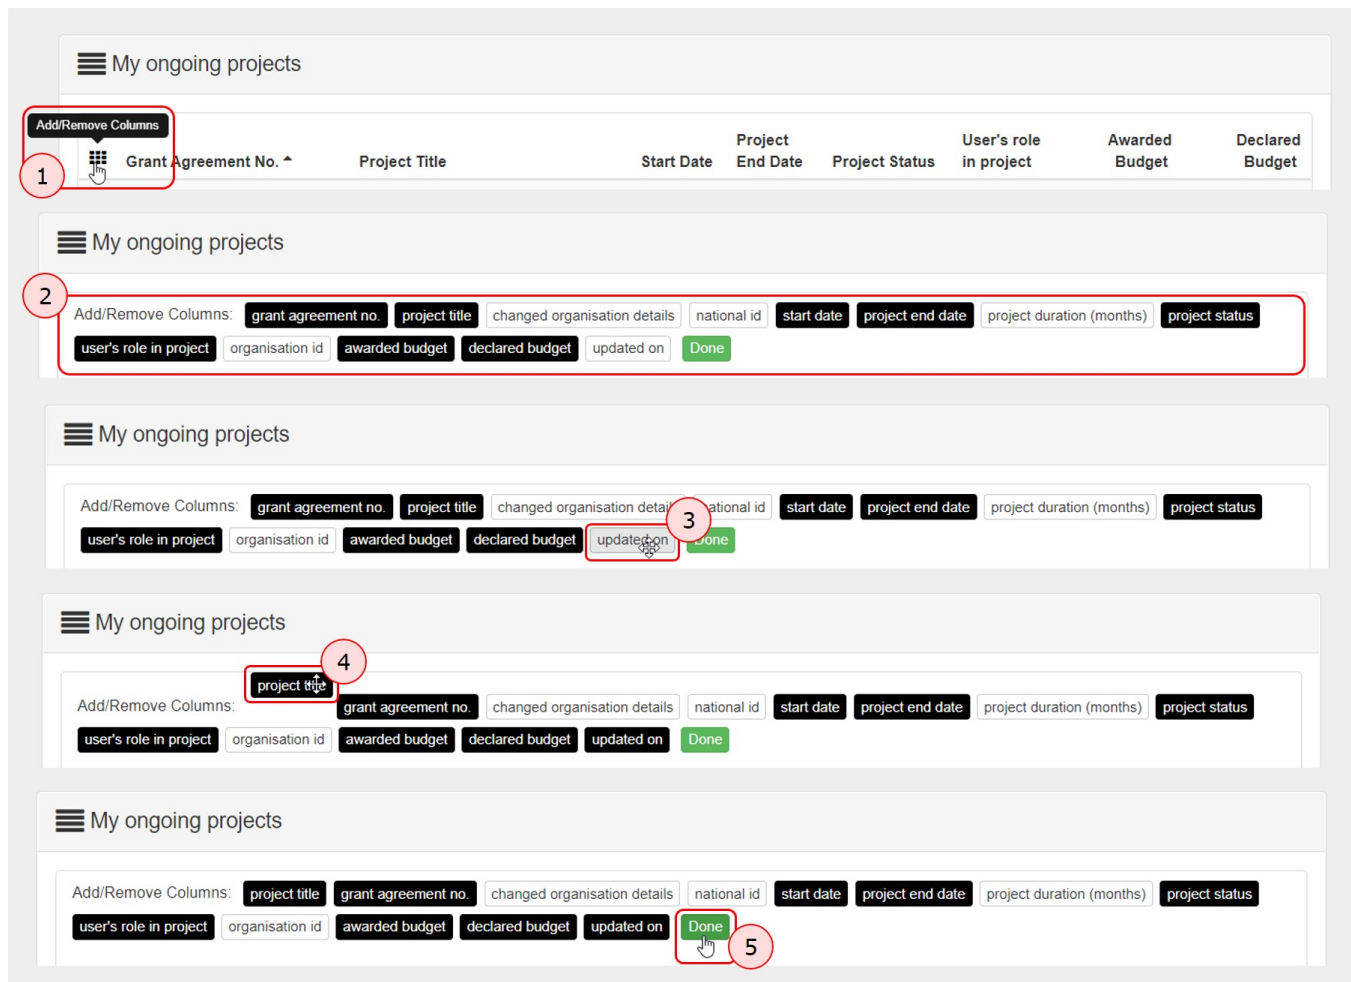 My ongoing projects
Add/Remove Columns
Project User's role Awarded Declared
1 Grant Agreement No. Project Title Start Date End Date Project Status in project Budget Budget
My ongoing projects
2
Add/Remove Columns: grant agreement no. project title changed organisation details national id start date project end date project duration (months) project status
user's role in project organisation id awarded budget declared budget updated on Done
My ongoing projects
Add/Remove Columns: grant agreement no. project title changed organisation national id start date project end date project duration (months) project status
3
user's role in project organisation id awarded budget declared budget updated on Done
My ongoing projects
4
project title
Add/Remove Columns: grant agreement no. changed organisation details national id start date project end date project duration (months) project status
user's role in project organisation id awarded budget declared budget updated on Done
My ongoing projects
Add/Remove Columns: project title grant agreement no. changed organisation details national id start date project end date project duration (months) project status
user's role in project organisation id awarded budget declared budget updated on Done
5